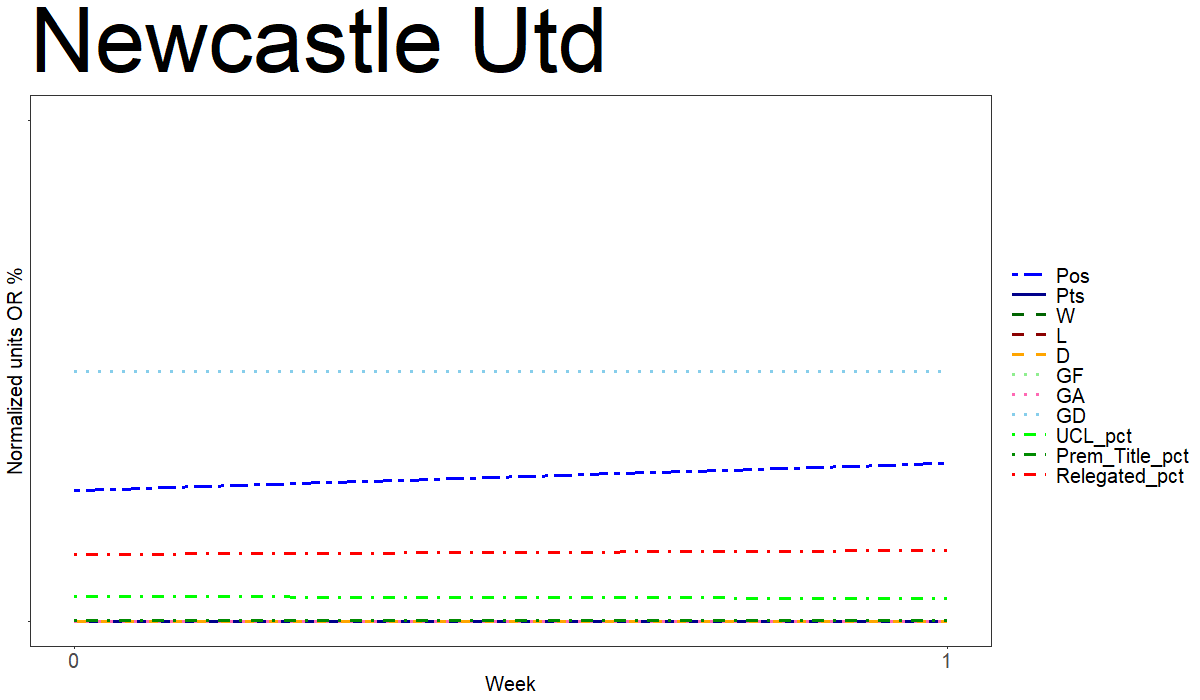 Newcastle Utd
Normalized units OR %
Pos
Pts
W
L
D
GF
GA
GD
UCL_pct
Prem_Title_pct
Relegated_pct
0
1
Week